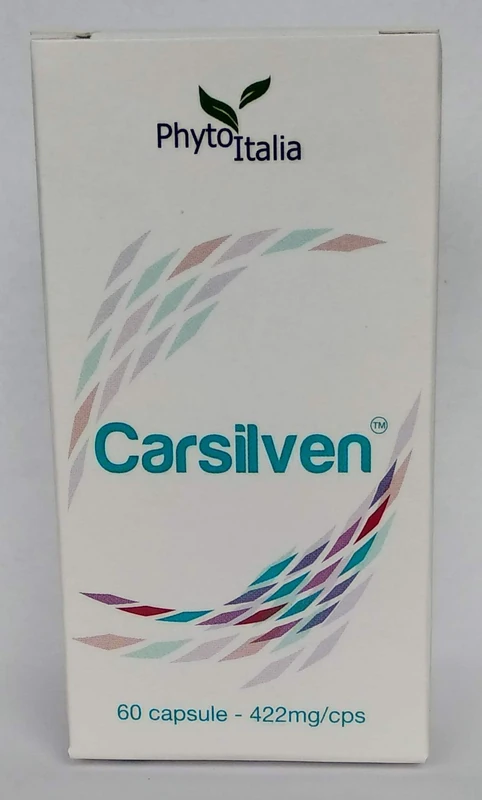 PhytoItalia
Carsilven™
60 capsule - 422mg/cps